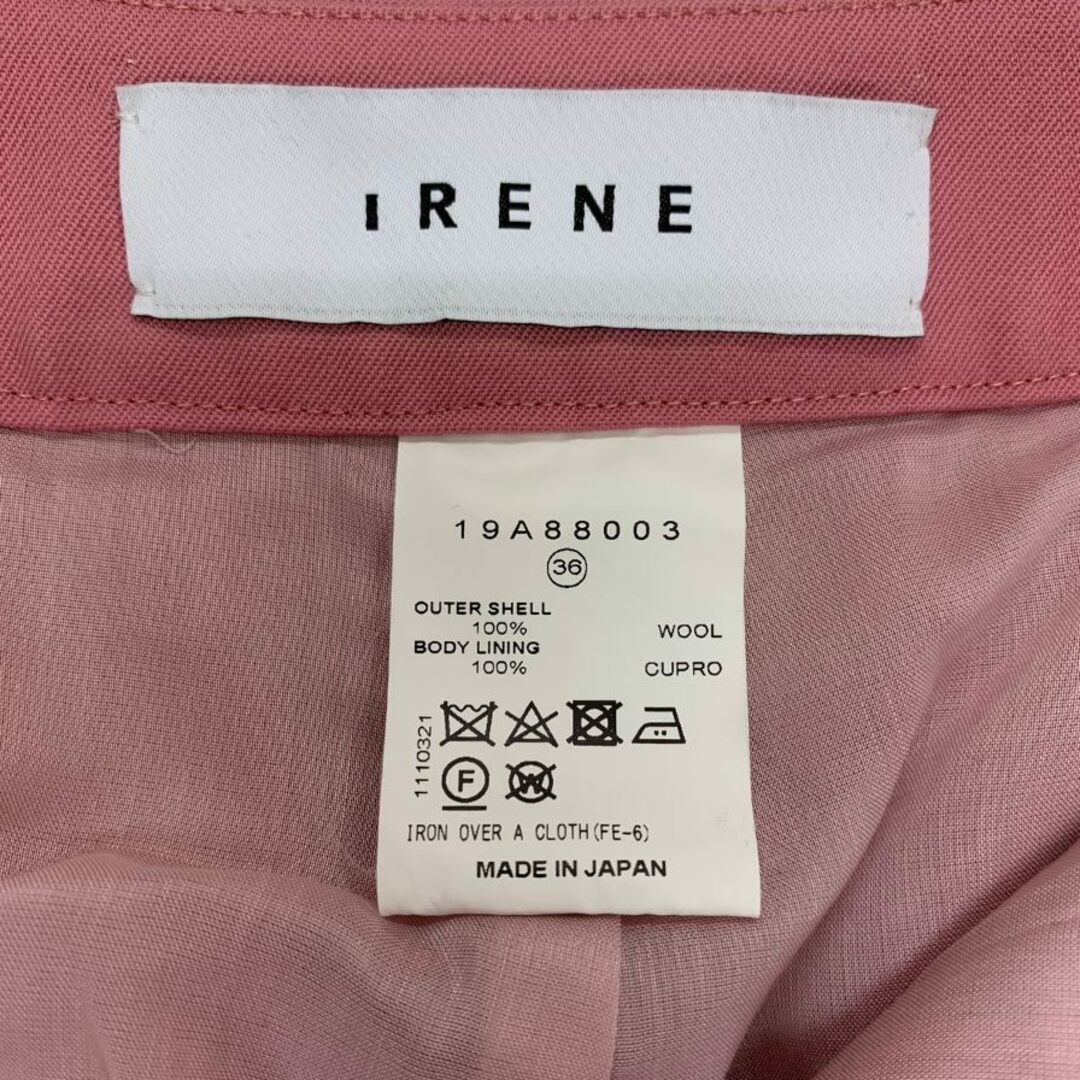 IRENE
19A88003
36
OUTER SHELL
100% WOOL
BODY LINING
100% CUPRO
1110321
F
W
IRON OVER A CLOTH(FE-6)
MADE IN JAPAN